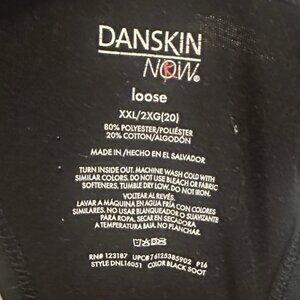 DANSKIN
NOW®
loose
XXL/2XG(20)
80% POLYESTER/POLIÉSTER
20% COTTON/ALGODÓN
MADE IN /HECHO EN EL SALVADOR
TURN INSIDE OUT. MACHINE WASH COLD WITH
SIMILAR COLORS. DO NOT USE BLEACH OR FABRIC
SOFTENERS. TUMBLE DRY LOW. DO NOT IRON.
VOLTEAR AL REVÉS.
LAVAR A MÁQUINA EN AGUA FRÍA CON COLORES
SIMILARES. NO USAR BLANQUEADOR O SUAVIZANTE
PARA ROPA. SECAR EN SECADORA
A TEMPERATURA BAJA. NO PLANCHAR.
RN# 123187 UPC# 76125385902 P16
STYLE DNL16051 COLOR BLACK SOOT